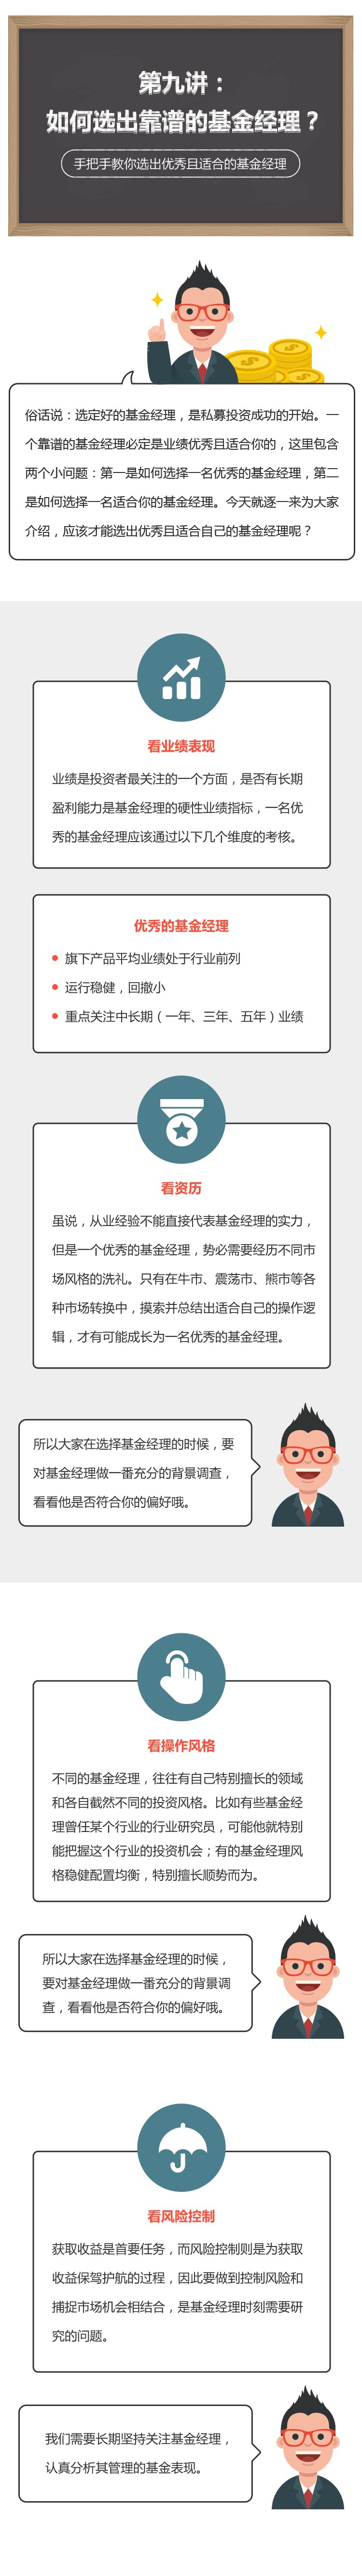 第九讲：
如何选出靠谱的基金经理？
手把手教你选出优秀且适合的基金经理
俗话说：选定好的基金经理，是私募投资成功的开始。一
个靠谱的基金经理必定是业绩优秀且适合你的，这里包含
两个小问题：第一是如何选择一名优秀的基金经理，第二
是如何选择一名适合你的基金经理。今天就逐一来为大家
介绍，应该才能选出优秀且适合自己的基金经理呢？
看业绩表现
业绩是投资者最关注的一个方面，是否有长期
盈利能力是基金经理的硬性业绩指标，一名优
秀的基金经理应该通过以下几个维度的考核。
优秀的基金经理
● 旗下产品平均业绩处于行业前列
● 运行稳健，回撤小
● 重点关注中长期（一年、三年、五年）业绩
看资历
虽说，从业经验不能直接代表基金经理的实力，
但是一个优秀的基金经理，势必需要经历不同市
场风格的洗礼。只有在牛市、震荡市、熊市等各
种市场转换中，摸索并总结出适合自己的操作逻
辑，才有可能成长为一名优秀的基金经理。
所以大家在选择基金经理的时候，要
对基金经理做一番充分的背景调查，
看看他是否符合你的偏好哦。
看操作风格
不同的基金经理，往往有自己特别擅长的领域
和各自截然不同的投资风格。比如有些基金经
理曾任某个行业的行业研究员，可能他就特别
能把握这个行业的投资机会；有的基金经理风
格稳健配置均衡，特别擅长顺势而为。
所以大家在选择基金经理的时候，
要对基金经理做一番充分的背景调
查，看看他是否符合你的偏好哦。
看风险控制
获取收益是首要任务，而风险控制则是为获取
收益保驾护航的过程，因此要做到控制风险和
捕捉市场机会相结合，是基金经理时刻需要研
究的问题。
我们需要长期坚持关注基金经理，
认真分析其管理的基金表现。